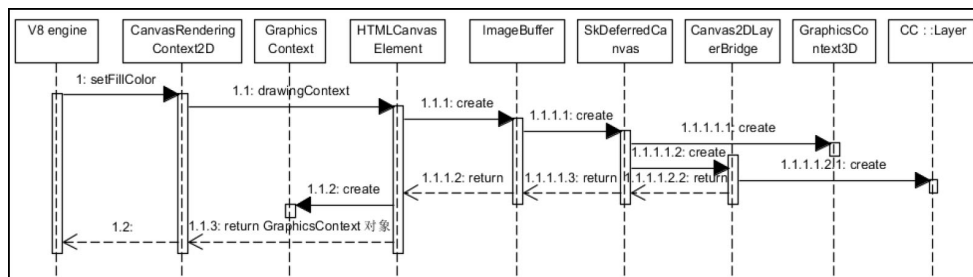 V8 engine
CanvasRendering
Context2D
Graphics
Context
HTMLCanvas
Element
ImageBuffer
SkDeferredCa
nvas
Canvas2DLay
erBridge
GraphicsCo
ntext3D
CC ::Layer
1: setFillColor
1.1: drawingContext
1.1.1: create
1.1.1.1: create
1.1.1.1.1: create
1.1.1.1.2: create
1.1.1.1.2.1: create
1.1.1.2: return
1.1.1.1.3: return
1.1.1.1.2.2: return
1.1.2: create
1.1.3: return GraphicsContext 对象
1.2: